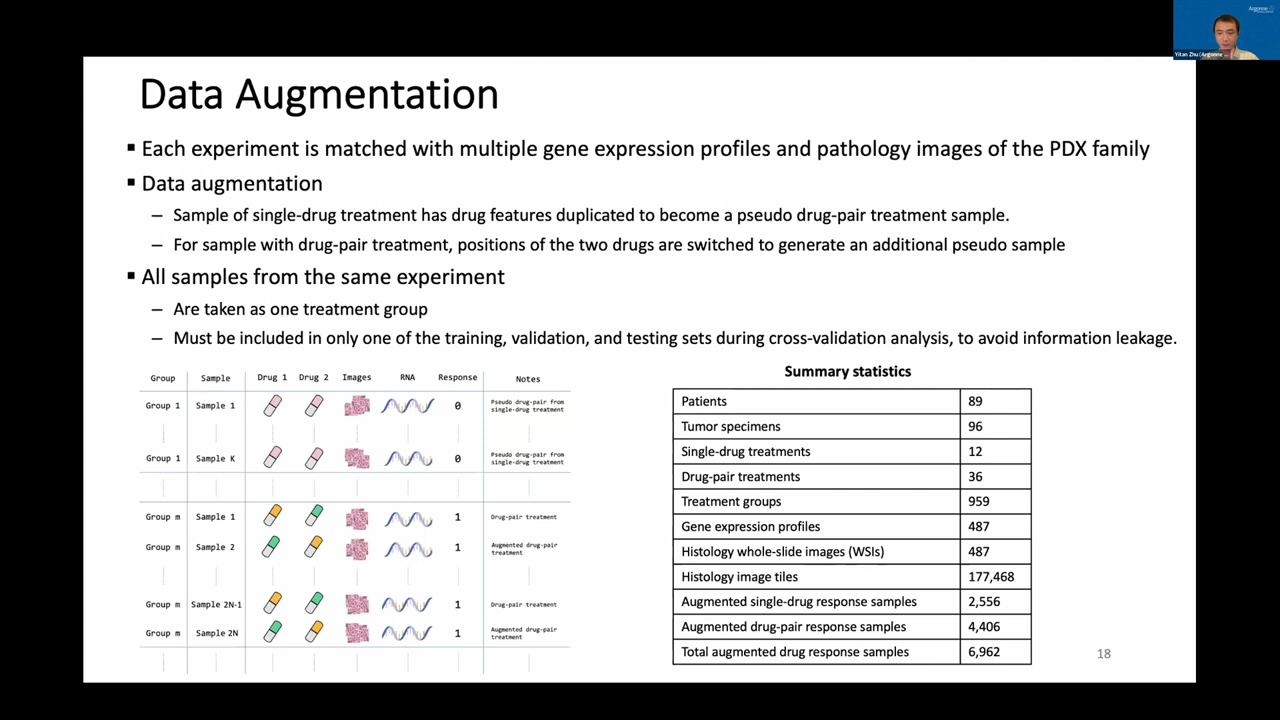 Argonne
Yitan Zhu (Argonne
Data Augmentation
▪ Each experiment is matched with multiple gene expression profiles and pathology images of the PDX family
▪ Data augmentation
– Sample of single-drug treatment has drug features duplicated to become a pseudo drug-pair treatment sample.
– For sample with drug-pair treatment, positions of the two drugs are switched to generate an additional pseudo sample
▪ All samples from the same experiment
– Are taken as one treatment group
– Must be included in only one of the training, validation, and testing sets during cross-validation analysis, to avoid information leakage.
Group Sample Drug 1 Drug 2 Images RNA Response Notes
Group 1 Sample 1 0 Pseudo drug-pair from
single-drug treatment
Group 1 Sample K 0 Pseudo drug-pair from
single-drug treatment
Group m Sample 1 1 Drug-pair treatment
Group m Sample 2 1 Augmented drug-pair
treatment
Group m Sample 2N-1 1 Drug-pair treatment
Group m Sample 2N 1 Augmented drug-pair
treatment
Summary statistics
Patients 89
Tumor specimens 96
Single-drug treatments 12
Drug-pair treatments 36
Treatment groups 959
Gene expression profiles 487
Histology whole-slide images (WSIs) 487
Histology image tiles 177,468
Augmented single-drug response samples 2,556
Augmented drug-pair response samples 4,406
Total augmented drug response samples 6,962
18